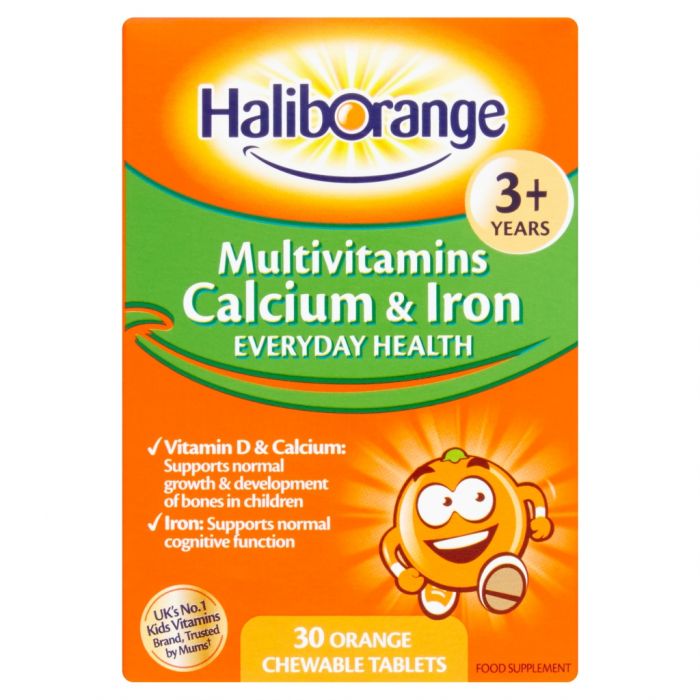 Haliborange
3+
YEARS
Multivitamins
Calcium & Iron
EVERYDAY HEALTH
✓Vitamin D & Calcium:
Supports normal
growth & development
of bones in children
✓Iron: Supports normal
cognitive function
UK's No.1
Kids Vitamins
Brand, Trusted
by Mums†
30 ORANGE
CHEWABLE TABLETS
FOOD SUPPLEMENT